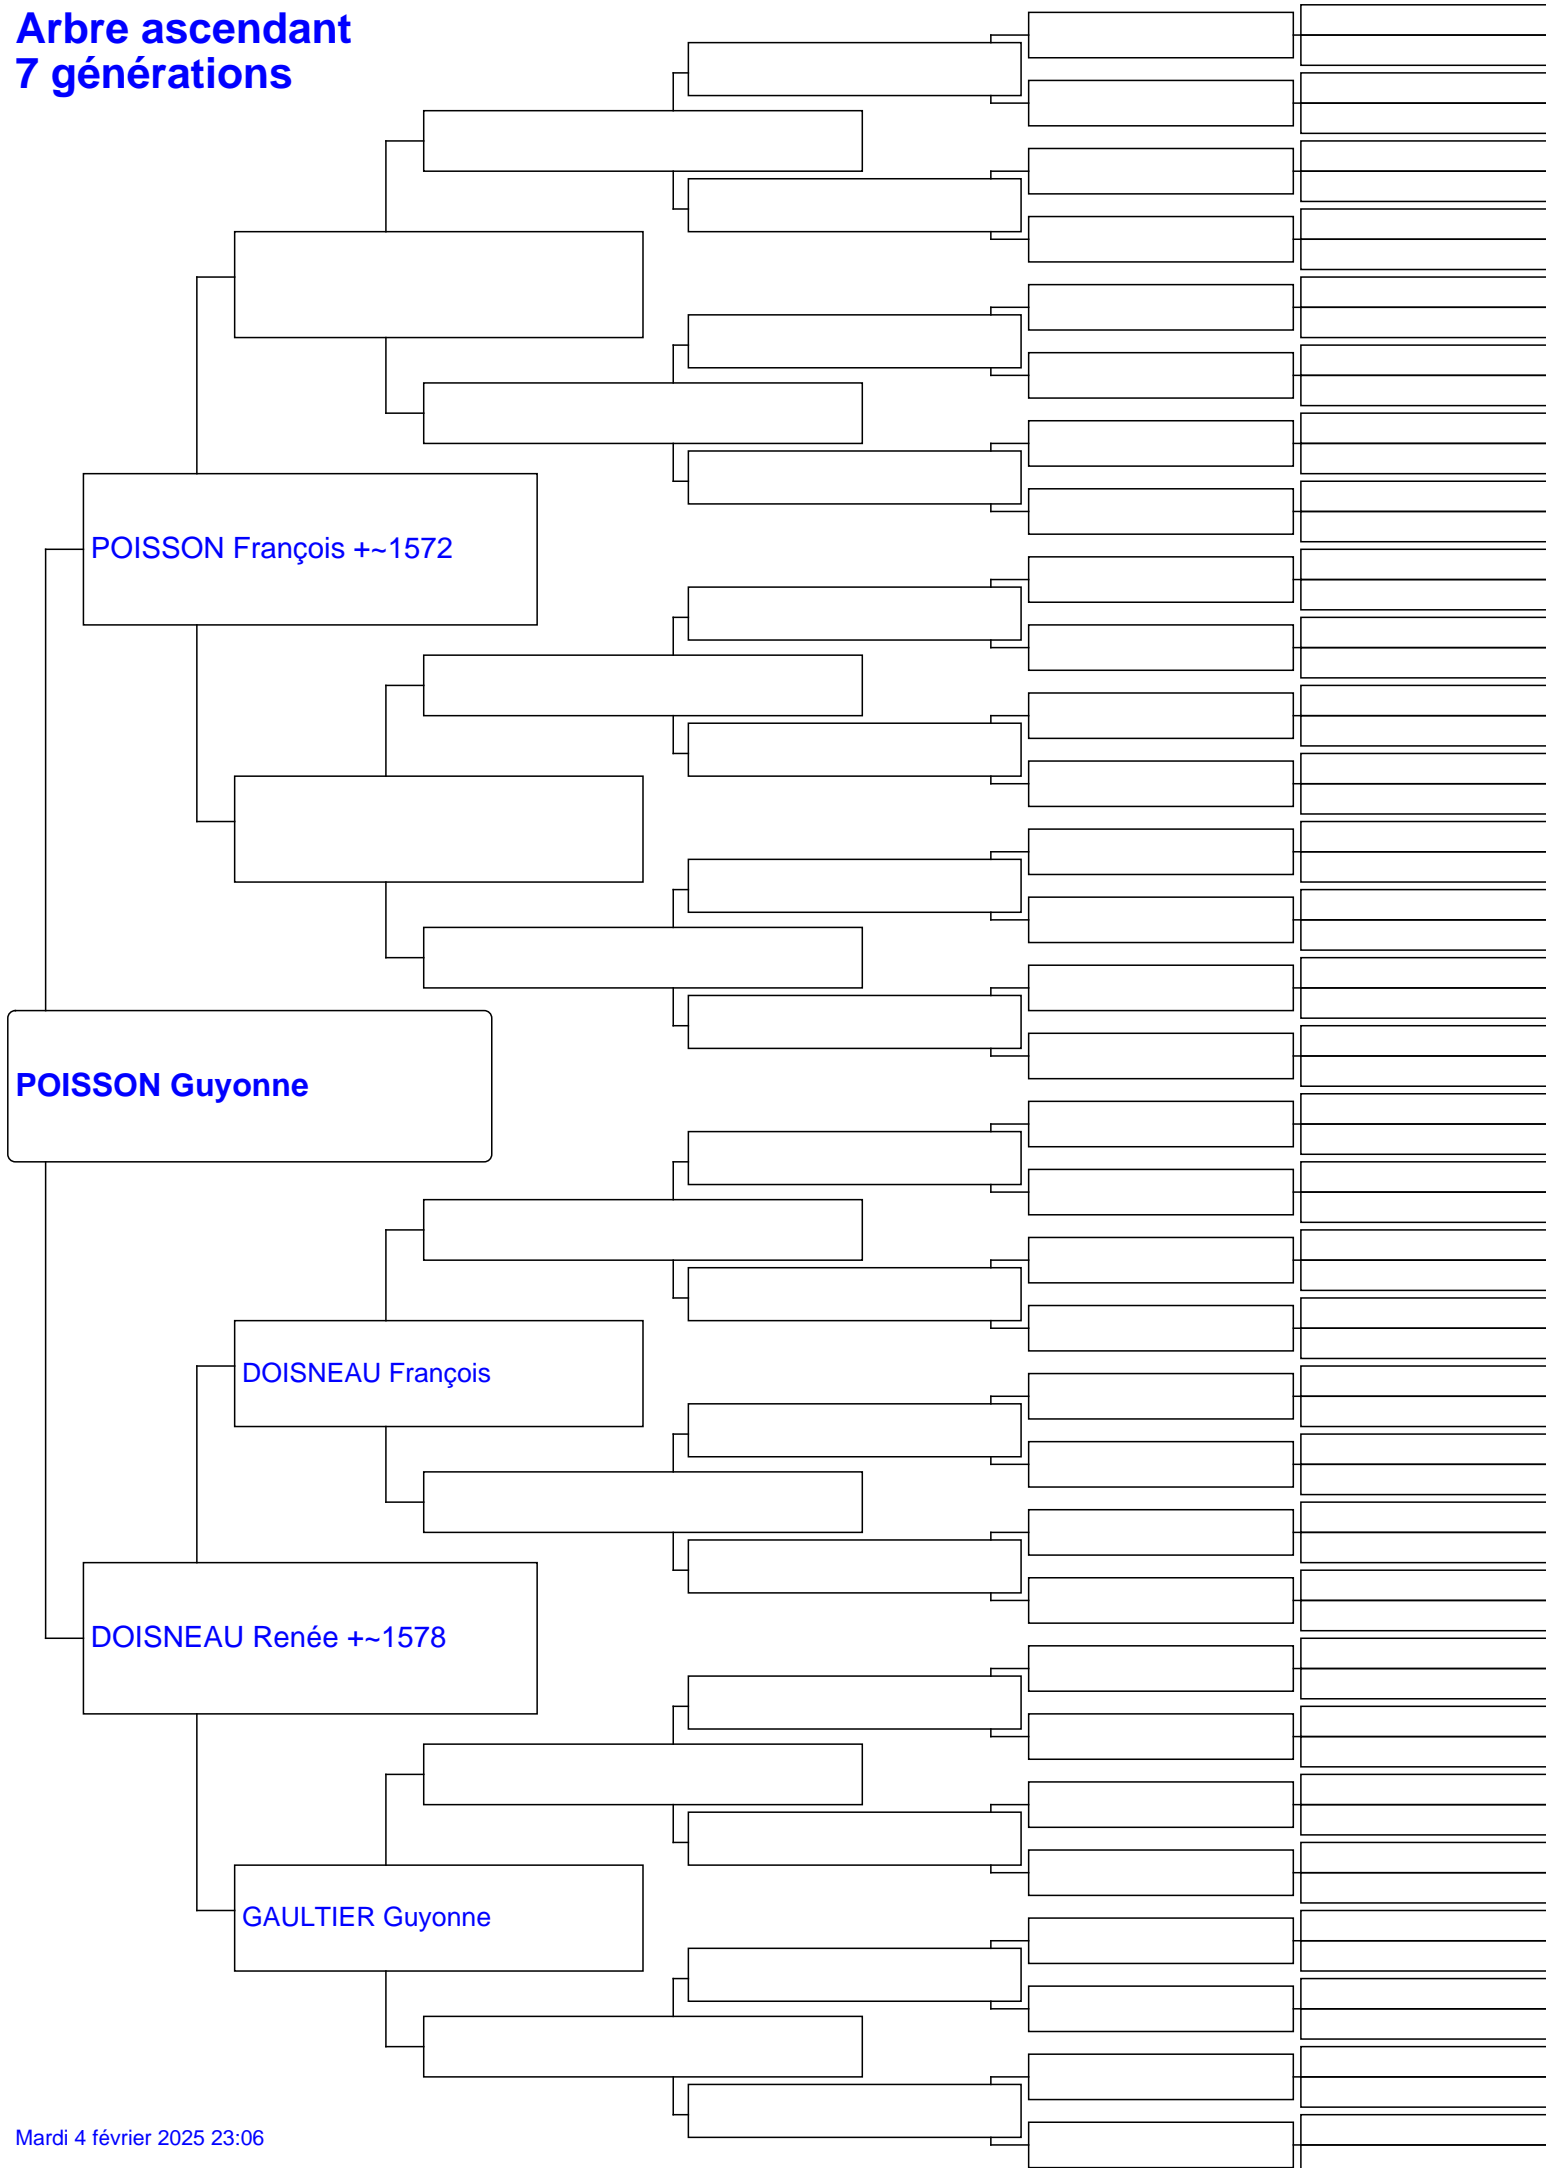 Arbre ascendant
7 générations
POISSON François +~1572
POISSON Guyonne
DOISNEAU François
DOISNEAU Renée +~1578
GAULTIER Guyonne
Mardi 4 février 2025 23:06